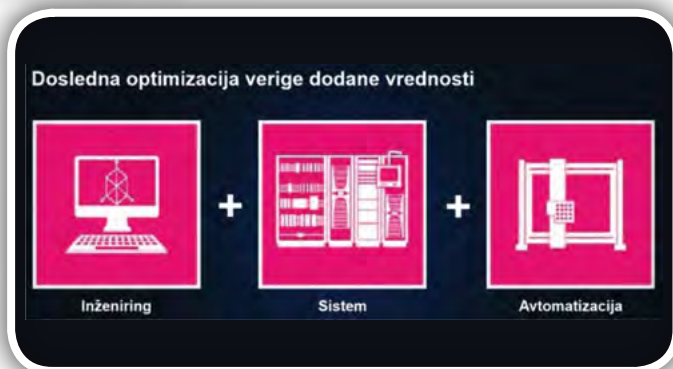 Dosledna optimizacija verige dodane vrednosti
+
+
Inženiring
Sistem
Avtomatizacija